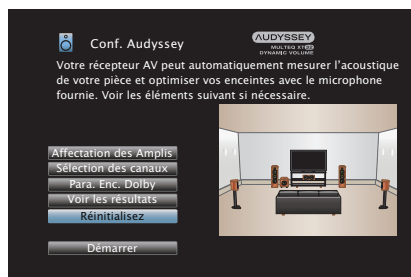 Conf. Audyssey
AUDYSSEY
MULTEQ XT32
DYNAMIC VOLUME
Votre récepteur AV peut automatiquement mesurer l'acoustique
de votre pièce et optimiser vos enceintes avec le microphone
fournie. Voir les éléments suivant si nécessaire.
Affectation des Amplis
Sélection des canaux
Para. Enc. Dolby
Voir les résultats
Réinitialisez
Démarrer